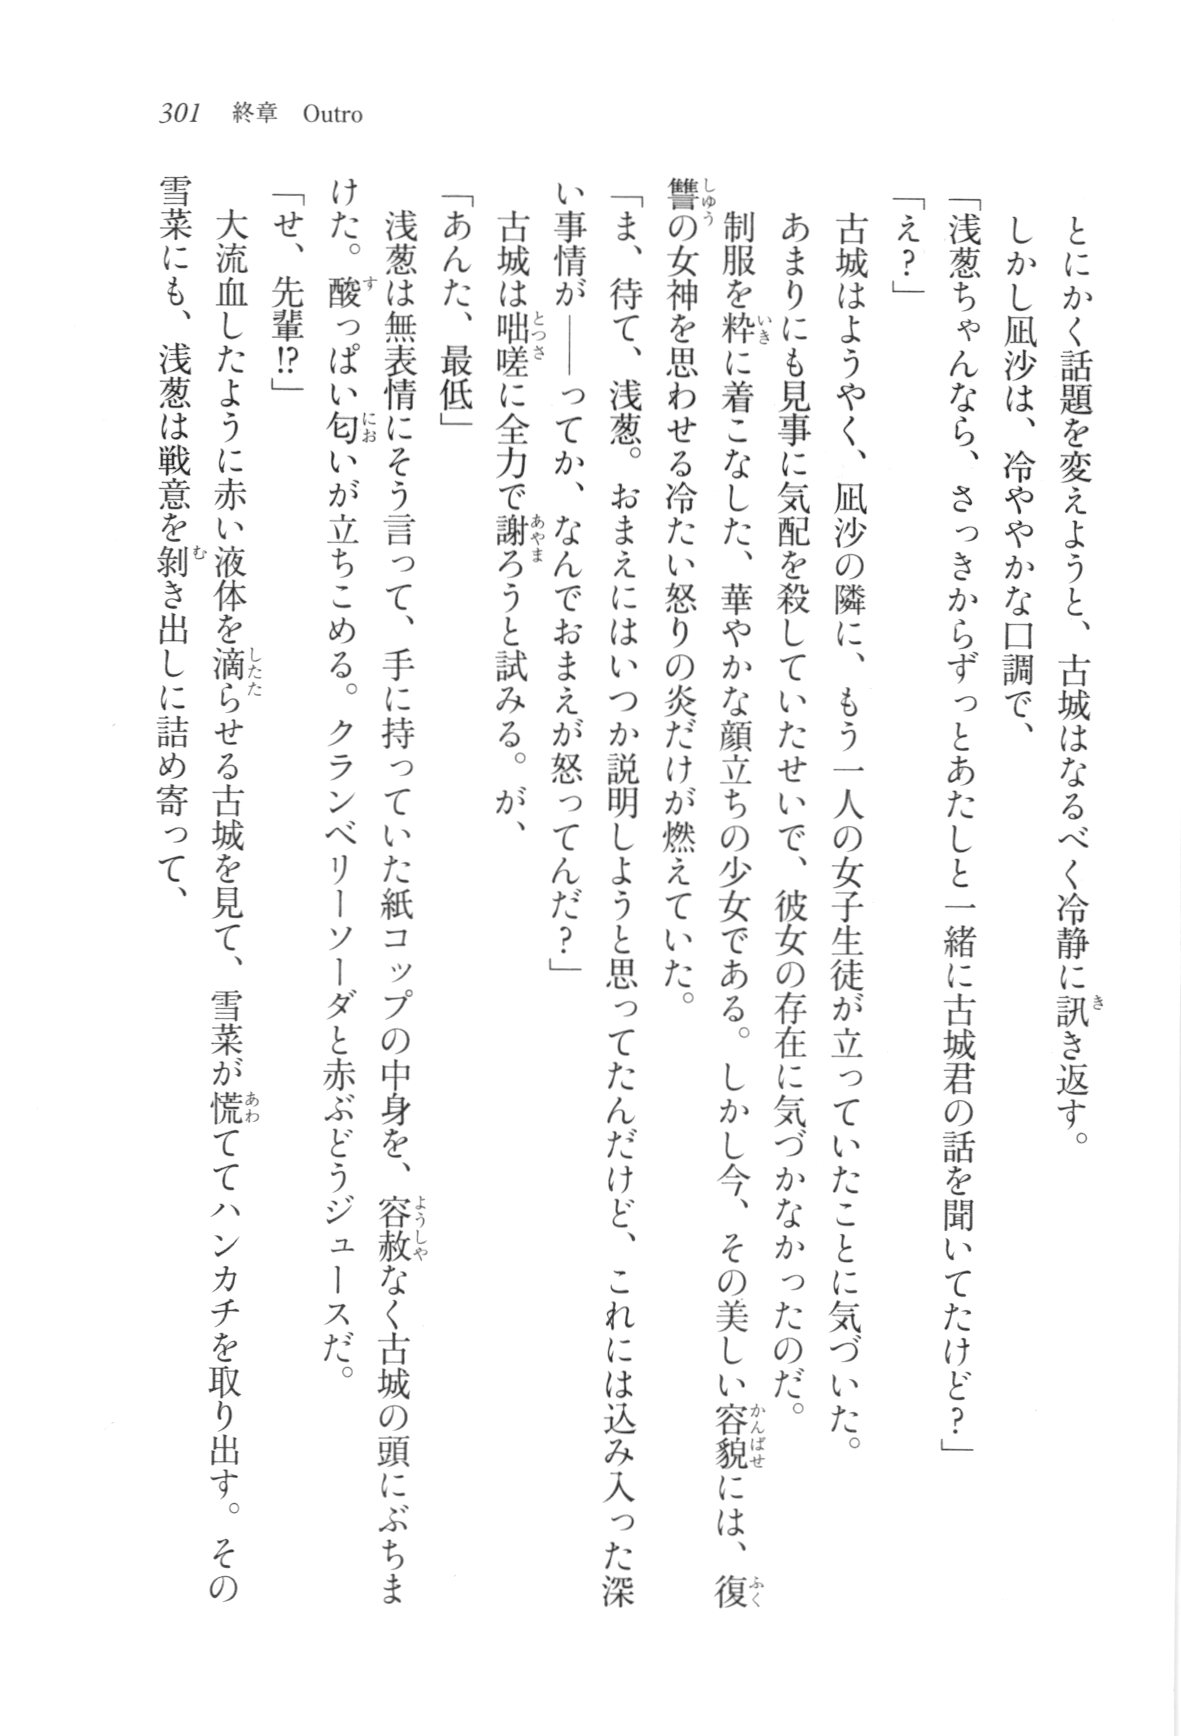 301 終章 Outro
とにかく話題を変えようと、古城はなるべく冷静に訊き返す。
しかし凪沙は、冷ややかな口調で、
「浅葱ちゃんなら、さっきからずっとあたしと一緒に古城君の話を聞いてたけど?」
「え?」
古城はようやく、凪沙の隣に、もう一人の女子生徒が立っていたことに気づいた。
あまりにも見事に気配を殺していたせいで、彼女の存在に気づかなかったのだ。
制服を粋に着こなした、華やかな顔立ちの少女である。しかし今、その美しい容貌には、復
讐の女神を思わせる冷たい怒りの炎だけが燃えていた。
「ま、待て、浅葱。おまえにはいつか説明しようと思ってたんだけど、これには込み入った深
い事情が――ってか、なんでおまえが怒ってんだ?」
古城は咄嗟に全力で謝ろうと試みる。が、
「あんた、最低」
浅葱は無表情にそう言って、手に持っていた紙コップの中身を、容赦なく古城の頭にぶちま
けた。酸っぱい匂いが立ちこめる。クランベリーソーダと赤ぶどうジュースだ。
「せ、先輩!?」
大流血したように赤い液体を滴らせる古城を見て、雪菜が慌ててハンカチを取り出す。その
雪菜にも、浅葱は戦意を剝き出しに詰め寄って、